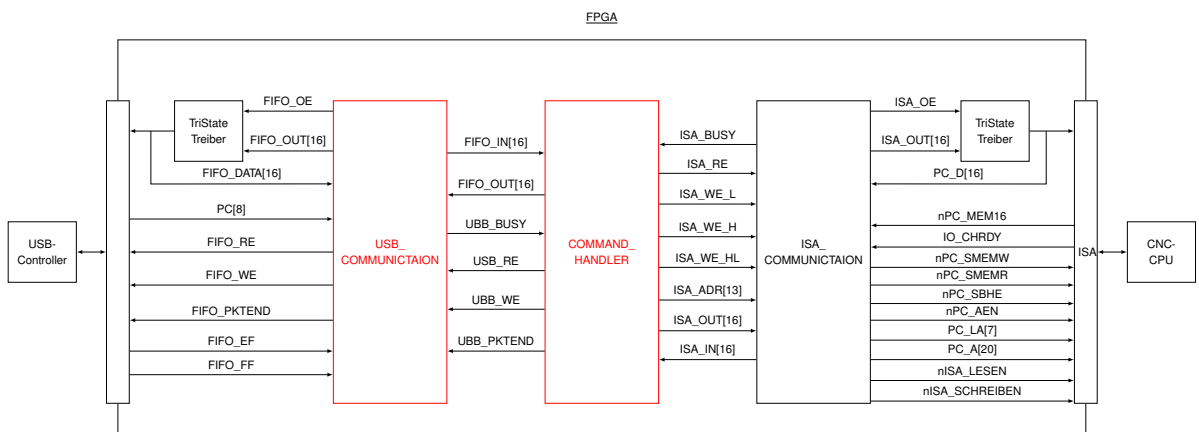 FPGA
FIFO_OE
TriState
Treiber
FIFO_OUT[16]
FIFO_DATA[16]
PC[8]
FIFO_RE
FIFO_WE
FIFO_PKTEND
FIFO_EF
FIFO_FF
USB-
Controller
USB_
COMMUNICTAION
FIFO_IN[16]
FIFO_OUT[16]
UBB_BUSY
USB_RE
UBB_WE
UBB_PKTEND
COMMAND_
HANDLER
ISA_BUSY
ISA_RE
ISA_WE_L
ISA_WE_H
ISA_WE_HL
ISA_ADR[13]
ISA_OUT[16]
ISA_IN[16]
ISA_
COMMUNICTAION
ISA_OE
TriState
Treiber
ISA_OUT[16]
PC_D[16]
nPC_MEM16
IO_CHRDY
nPC_SMEMW
nPC_SMEMR
nPC_SBHE
nPC_AEN
PC_LA[7]
PC_A[20]
nISA_LESEN
nISA_SCHREIBEN
ISA
CNC-
CPU